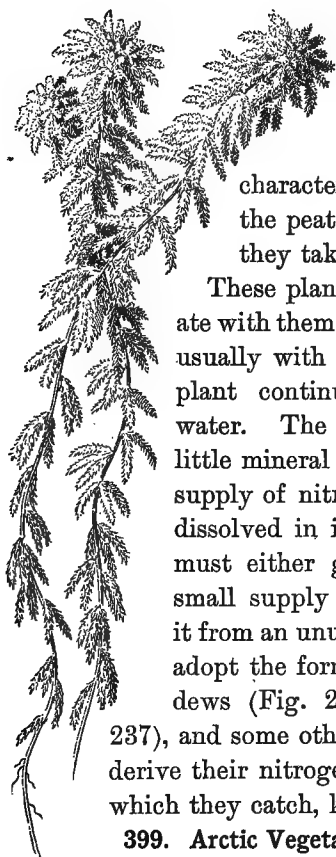 characte
the peat
they tak
These plan
ate with them
usually with
plant continu
water. The
little mineral
supply of nitr
dissolved in i
must either g
small supply
it from an unu
adopt the form
dews (Fig. 2
237), and some oth
derive their nitroge
which they catch,
399. Arctic Vegeta